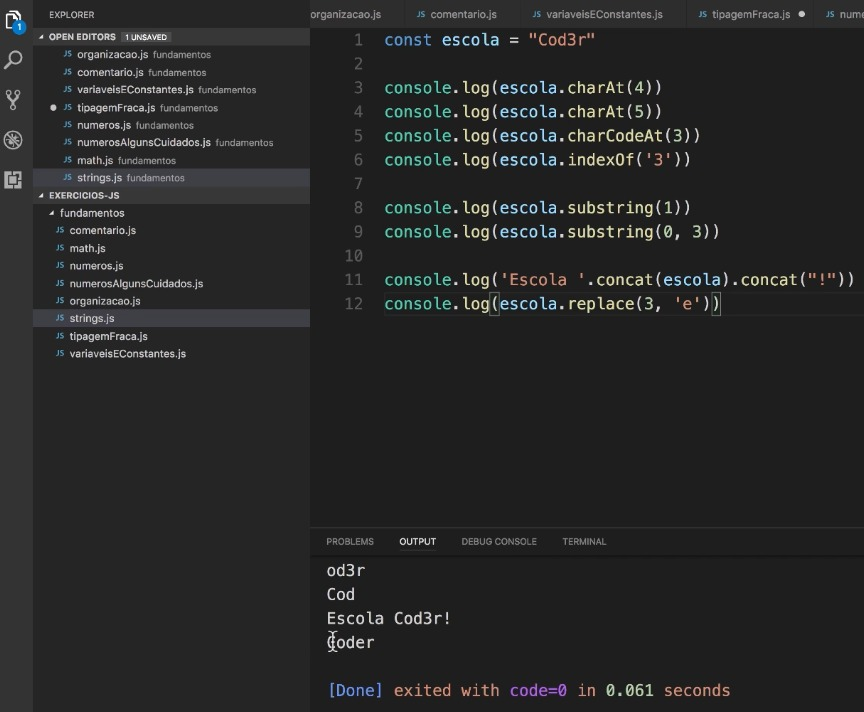 1
EXPLORER
OPEN EDITORS 1 UNSAVED
JS organizacao.js fundamentos
JS comentario.js fundamentos
JS variaveisEConstantes.js fundamentos
JS tipagemFraca.js fundamentos
JS numeros.js fundamentos
JS numerosAlgunsCuidados.js fundamentos
JS math.js fundamentos
JS strings.js fundamentos
EXERCICIOS-JS
fundamentos
JS comentario.js
JS math.js
JS numeros.js
JS numerosAlgunsCuidados.js
JS organizacao.js
JS strings.js
JS tipagemFraca.js
JS variaveisEConstantes.js
organizacao.js JS comentario.js JS variaveisEConstantes.js JS tipagemFraca.js JS nume
1 const escola = "Cod3r"
2
3 console.log(escola.charAt(4))
4 console.log(escola.charAt(5))
5 console.log(escola.charCodeAt(3))
6 console.log(escola.indexOf('3'))
7
8 console.log(escola.substring(1))
9 console.log(escola.substring(0, 3))
10
11 console.log('Escola '.concat(escola).concat("!"))
12 console.log(escola.replace(3, 'e'))
PROBLEMS OUTPUT DEBUG CONSOLE TERMINAL
od3r
Cod
Escola Cod3r!
Coder
[Done] exited with code=0 in 0.061 seconds